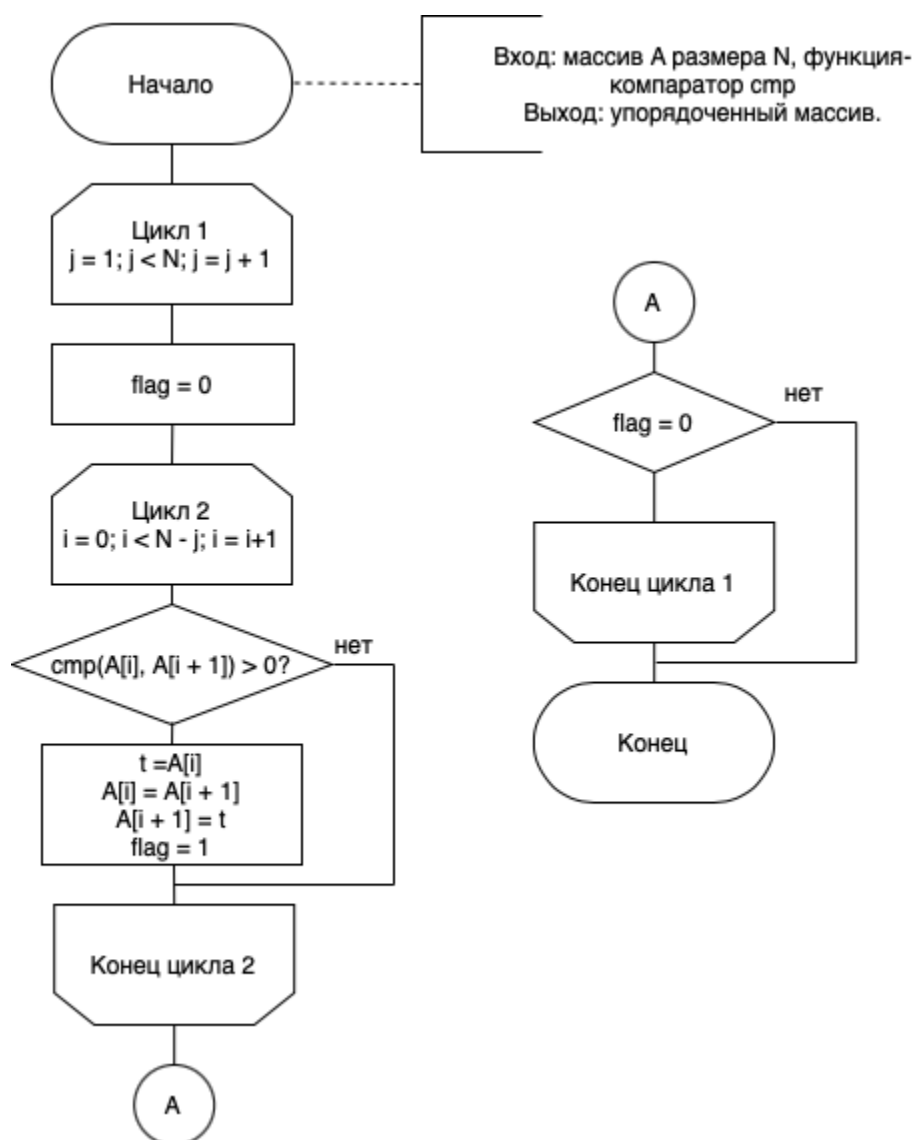 Начало
Вход: массив A размера N, функция-
компаратор cmp
Выход: упорядоченный массив.
Цикл 1
j = 1; j < N; j = j + 1
flag = 0
Цикл 2
i = 0; i < N - j; i = i+1
cmp(A[i], A[i + 1]) > 0?
нет
t =A[i]
A[i] = A[i + 1]
A[i + 1] = t
flag = 1
Конец цикла 2
A
A
flag = 0
нет
Конец цикла 1
Конец